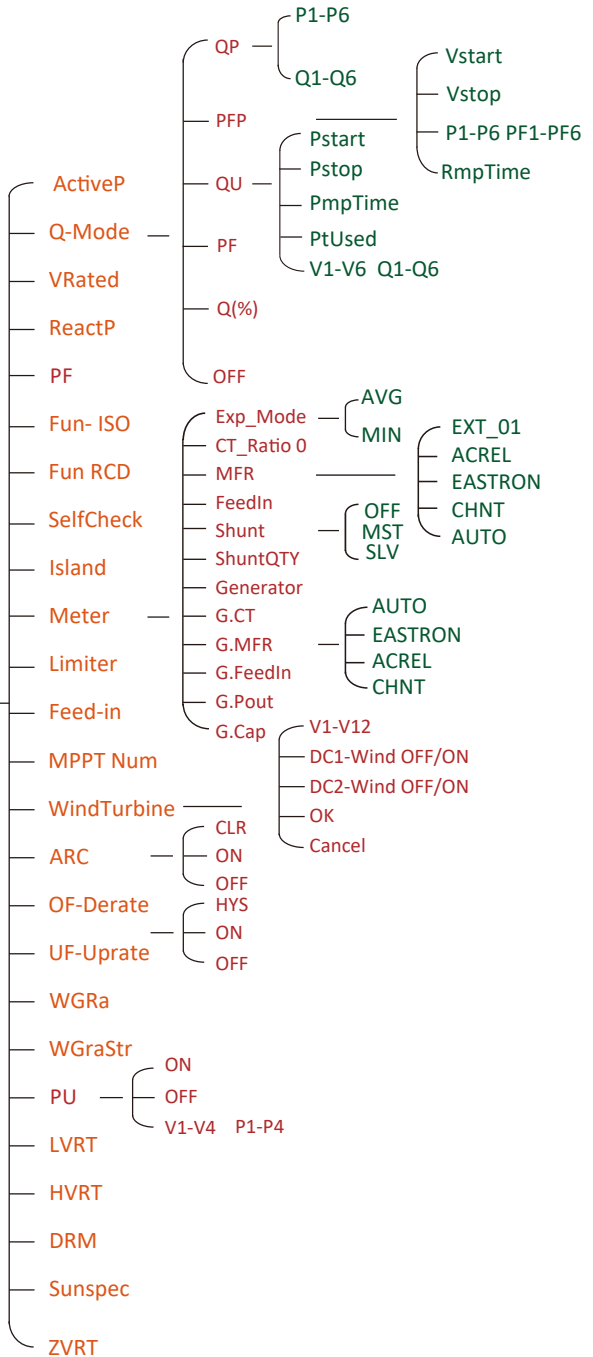 ActiveP
Q-Mode
VRated
ReactP
PF
Fun- ISO
Fun RCD
SelfCheck
Island
Meter
Limiter
Feed-in
MPPT Num
WindTurbine
ARC
OF-Derate
UF-Uprate
WGRa
WGraStr
PU
LVRT
HVRT
DRM
Sunspec
ZVRT
QP
PFP
QU
PF
Q(%)
OFF
P1-P6
Q1-Q6
Vstart
Vstop
P1-P6 PF1-PF6
RmpTime
Pstart
Pstop
PmpTime
PtUsed
V1-V6 Q1-Q6
Exp_Mode
CT_Ratio 0
MFR
FeedIn
Shunt
ShuntQTY
Generator
G.CT
G.MFR
G.FeedIn
G.Pout
G.Cap
AVG
MIN
EXT_01
ACREL
EASTRON
CHNT
AUTO
OFF
MST
SLV
AUTO
EASTRON
ACREL
CHNT
V1-V12
DC1-Wind OFF/ON
DC2-Wind OFF/ON
OK
Cancel
CLR
ON
OFF
HYS
ON
OFF
ON
OFF
V1-V4 P1-P4